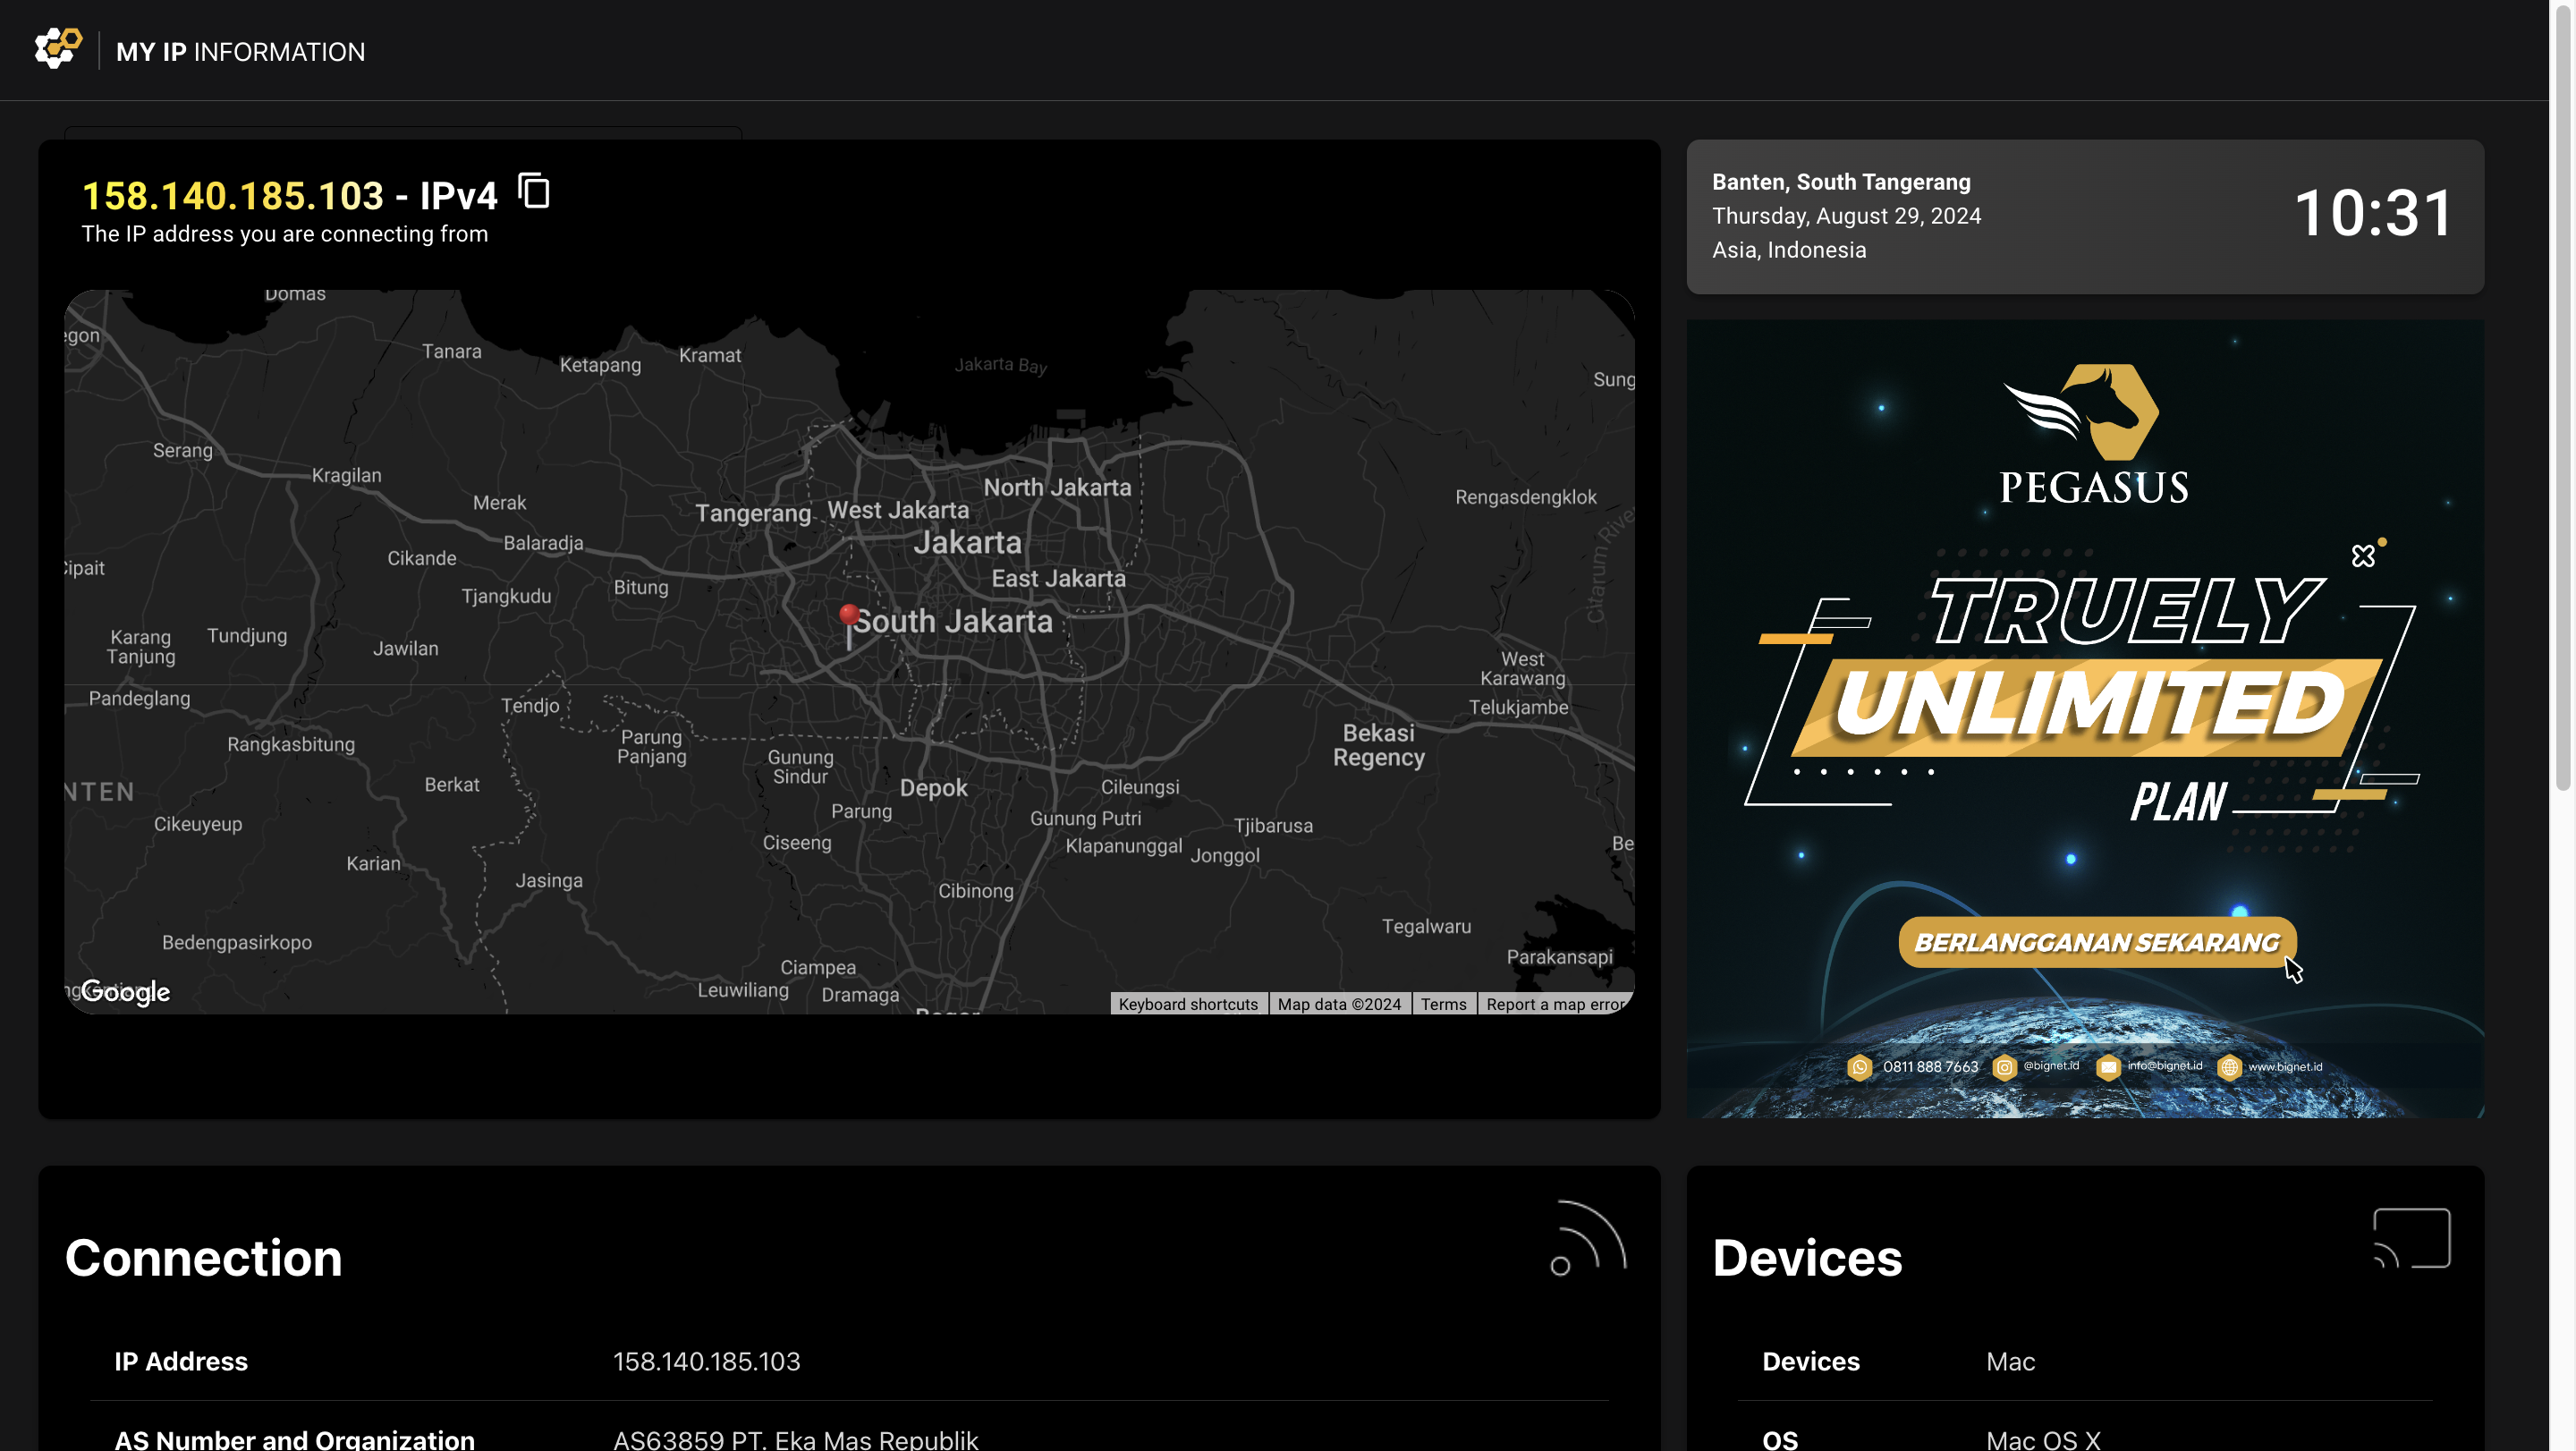 MY IP INFORMATION
158.140.185.103 - IPv4
The IP address you are connecting from
Domas
egon
Tanara
Ketapang
Kramat
Jakarta Bay
Sung
Serang
Kragilan
Merak
Tangerang
West Jakarta
North Jakarta
Jakarta
Rengasdengklok
Citarum River
Cikande
Balaradja
Cipait
Tjangkudu
Bitung
East Jakarta
South Jakarta
Karang
Tanjung
Tundjung
Jawilan
West
Karawang
Pandeglang
Tendjo
Telukjambe
Rangkasbitung
Parung
Panjang
Gunung
Sindur
Bekasi
Regency
NTEN
Berkat
Depok
Cileungsi
Cikeuyeup
Parung
Gunung Putri
Tjibarusa
Karian
Ciseeng
Klapanunggal
Jonggol
Be
Jasinga
Cibinong
Bedengpasirkopo
Tegalwaru
Parakansapi
Ciampea
Leuwiliang
Dramaga
Bogor
Google
Keyboard shortcuts
Map data ©2024
Terms
Report a map error
Banten, South Tangerang
Thursday, August 29, 2024
Asia, Indonesia
10:31
PEGASUS
TRUELY
UNLIMITED
PLAN
BERLANGGANAN SEKARANG
0811 888 7663 @bignet.id info@bignet.id www.bignet.id
Connection
IP Address 158.140.185.103
AS Number and Organization AS63859 PT. Eka Mas Republik
Devices
Devices Mac
OS Mac OS X